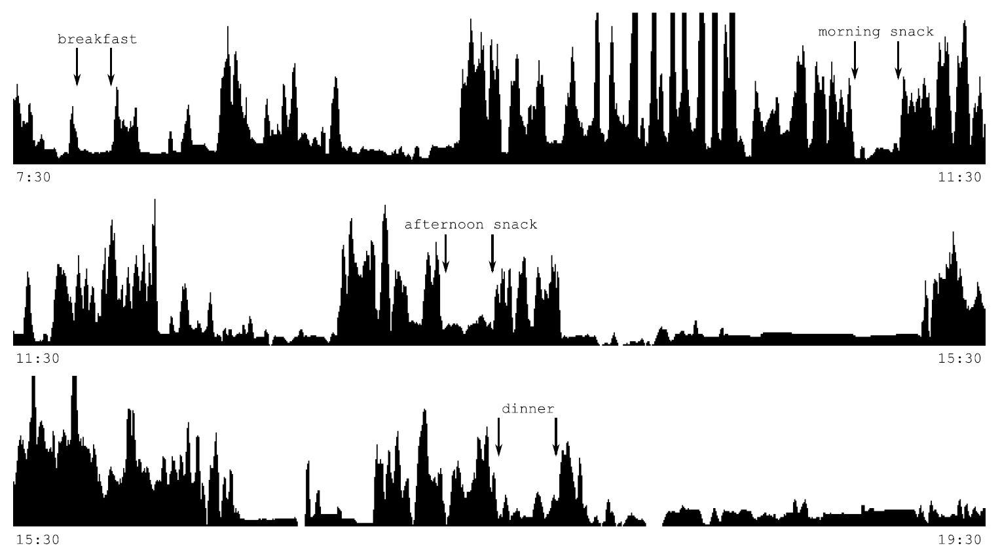 breakfast
morning snack
7:30
11:30
afternoon snack
11:30
15:30
dinner
15:30
19:30